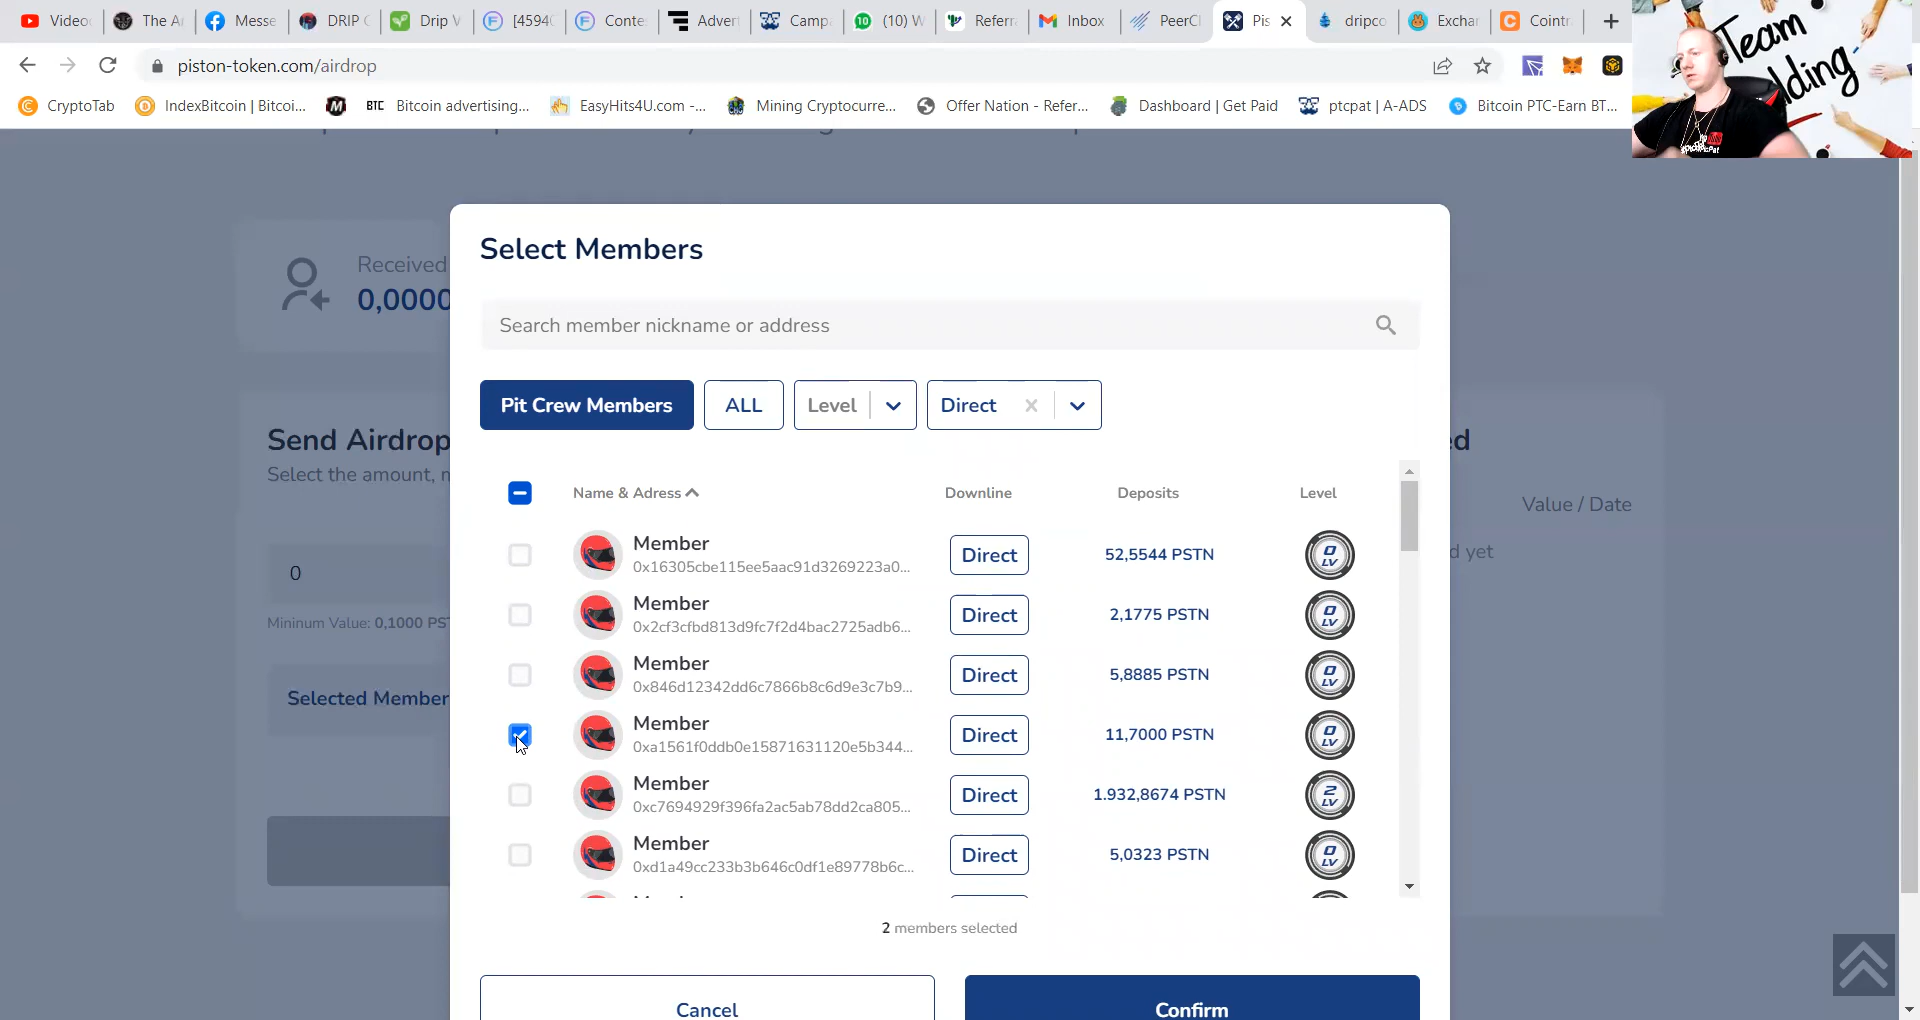 Video
The A
Messe
DRIP
Drip V
[4594
Conte
Advert
Camp
(10) W
Referr
Inbox
PeerCl
Pis
dripco
Exchar
Cointr
piston-token.com/airdrop
CryptoTab
IndexBitcoin | Bitcoi...
BTC Bitcoin advertising...
EasyHits4U.com -...
Mining Cryptocurre...
Offer Nation - Refer...
Dashboard | Get Paid
ptcpat | A-ADS
Bitcoin PTC-Earn BT...
Team
lding
Received
0,0000
Send Airdrop
Select the amount, m
0
Mininum Value: 0,1000 PST
Selected Member
ed
Value / Date
d yet
Select Members
Search member nickname or address
Pit Crew Members
ALL
Level
Direct
Name & Adress Downline Deposits Level
Member
0x16305cbe115ee5aac91d3269223a0...
Direct 52,5544 PSTN 0 LV
Member
0x2cf3cfbd813d9fc7f2d4bac2725adb6...
Direct 2,1775 PSTN 0 LV
Member
0x846d12342dd6c7866b8c6d9e3c7b9...
Direct 5,8885 PSTN 0 LV
Member
0xa1561f0ddb0e15871631120e5b344...
Direct 11,7000 PSTN 0 LV
Member
0xc7694929f396fa2ac5ab78dd2ca805...
Direct 1.932,8674 PSTN 2 LV
Member
0xd1a49cc233b3b646c0df1e89778b6c...
Direct 5,0323 PSTN 0 LV
2 members selected
Cancel
Confirm